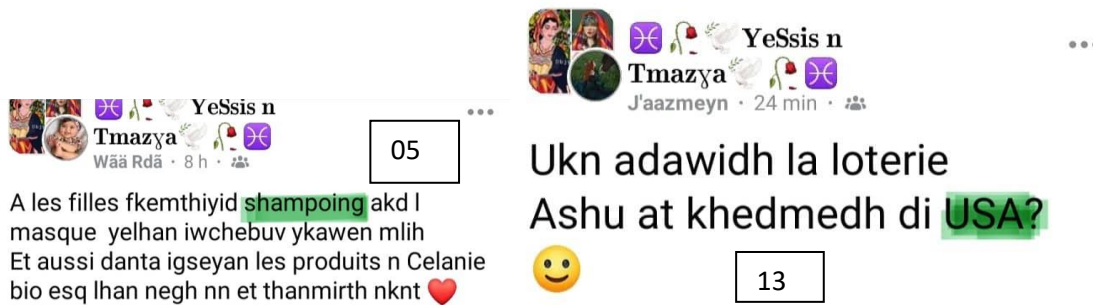 YeSsis n
Tmazɣa
Wãã Rdã · 8 h ·
05
A les filles fkemthiyid shampoing akd l
masque yelhan iwchebuv ykawen mlih
Et aussi danta igseyan les produits n Celanie
bio esq lhan negh nn et thanmirth nknt ❤️
♓🥀🕊️YeSsis n
Tmazɣa🕊️🥀♓
J'aazmeyn · 24 min ·
Ukn adawidh la loterie
Ashu at khedmedh di USA?
🙂
13